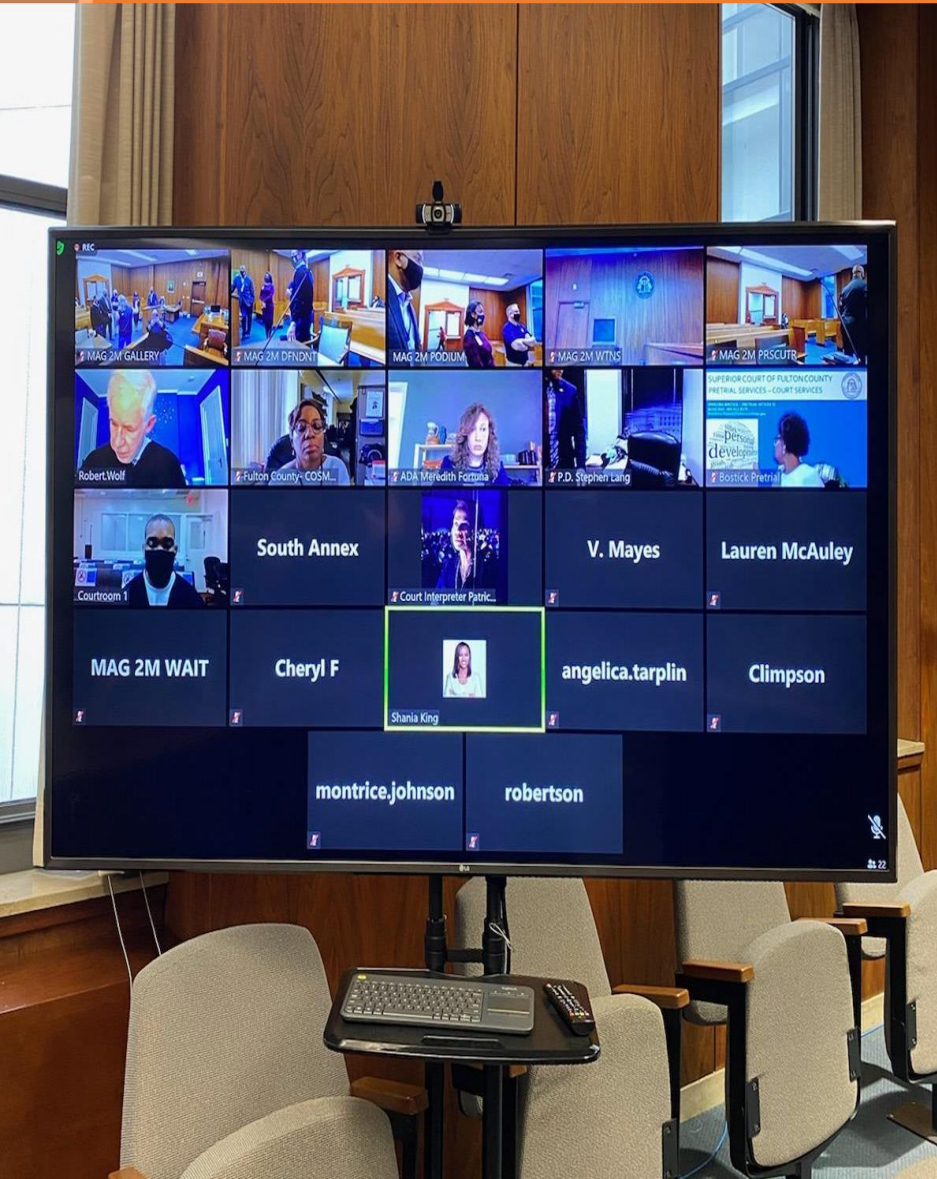 REC
MAG 2M GALLERY
MAG 2M DFNDNT
MAG 2M PODIUM
MAG 2M WTNS
MAG 2M PRSCUTR
Robert.Wolf
Fulton County- COSM...
ADA Meredith Fortuna
P.D. Stephen Lang
SUPERIOR COURT OF FULTON COUNTY
PRETRIAL SERVICES – COURT SERVICES
personal
develop
Bostick Pretrial
Courtroom 1
South Annex
Court Interpreter Patric...
V. Mayes
Lauren McAuley
MAG 2M WAIT
Cheryl F
Shania King
angelica.tarplin
Climpson
montrice.johnson
robertson
22
LG